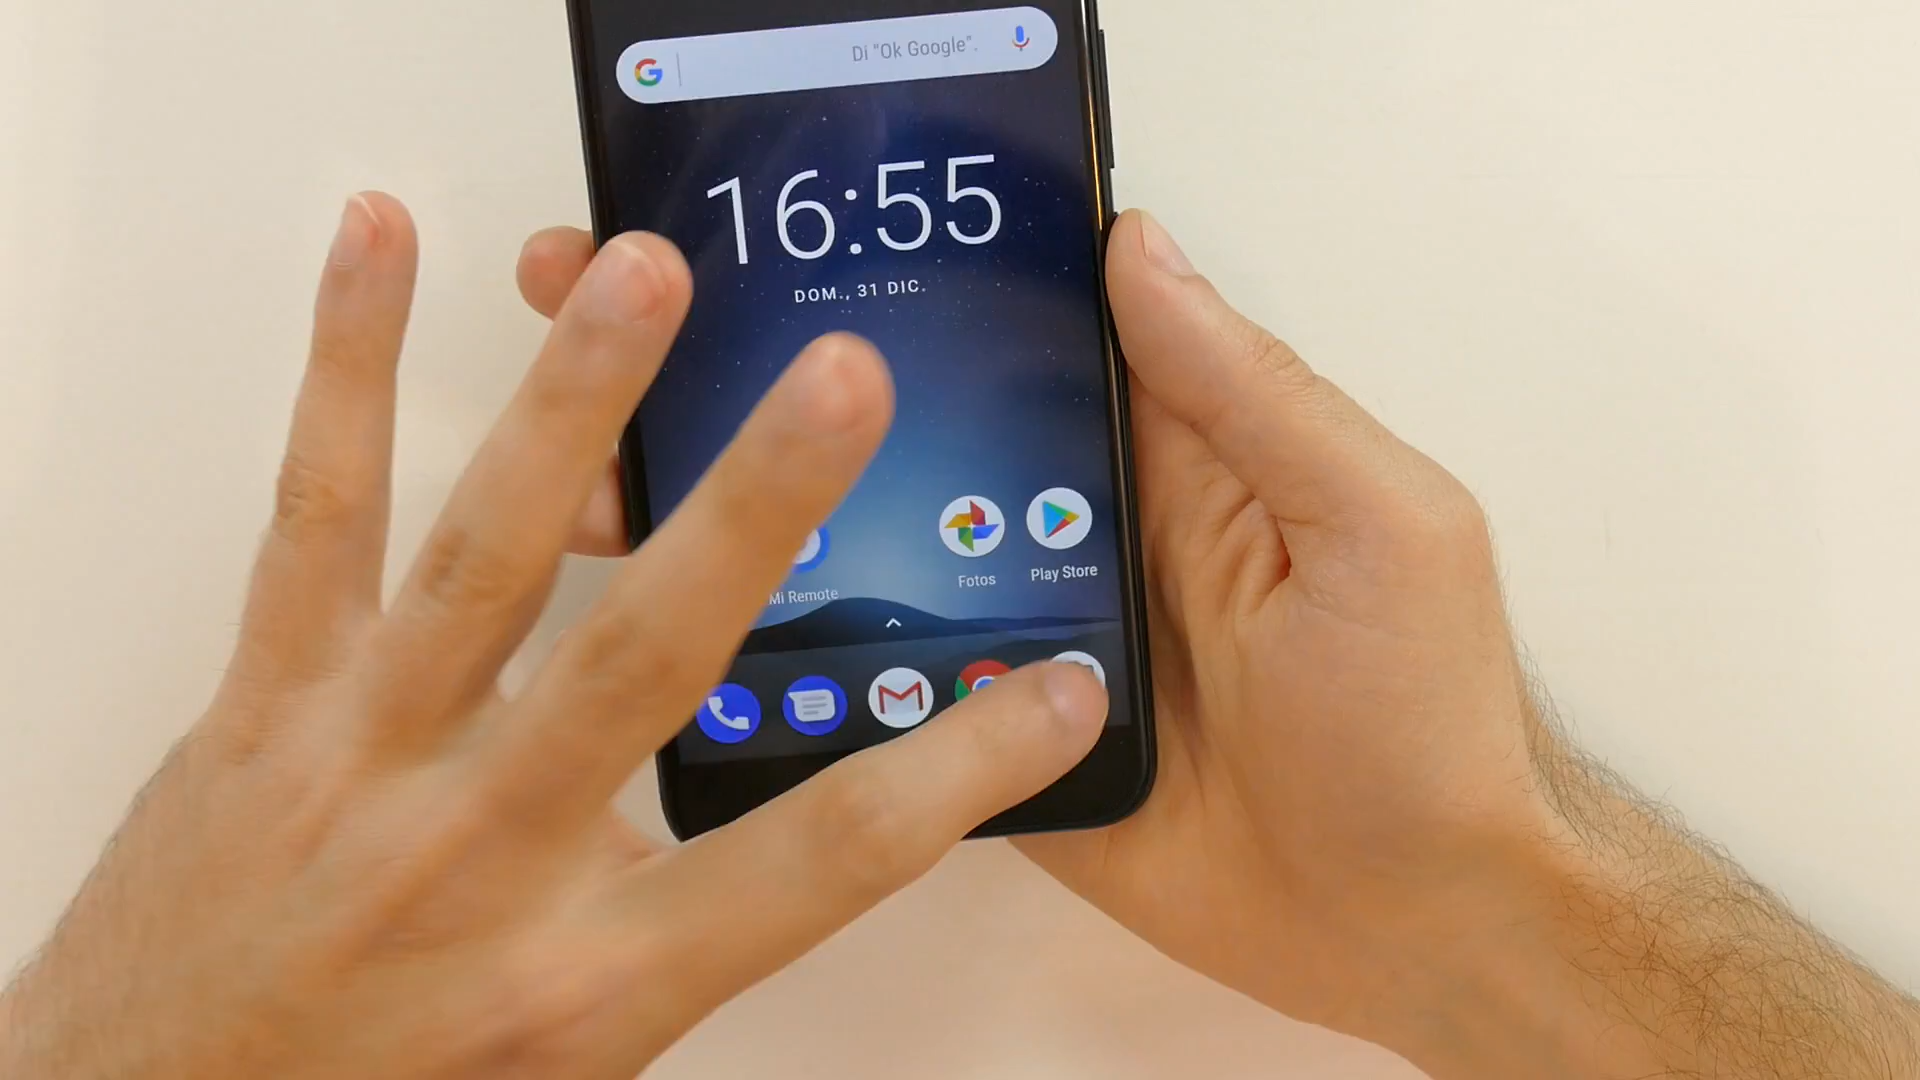 Di "Ok Google".
16:55
DOM., 31 DIC.
Fotos
Play Store
Mi Remote